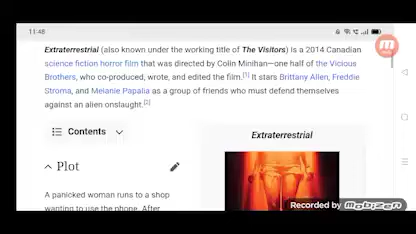 11:48
Extraterrestrial (also known under the working title of The Visitors) is a 2014 Canadian
science fiction horror film that was directed by Colin Minihan—one half of the Vicious
Brothers, who co-produced, wrote, and edited the film.[1] It stars Brittany Allen, Freddie
Stroma, and Melanie Papalia as a group of friends who must defend themselves
against an alien onslaught.[2]
Contents
Extraterrestrial
Plot
A panicked woman runs to a shop
wanting to use the phone. After
Recorded by mobizen